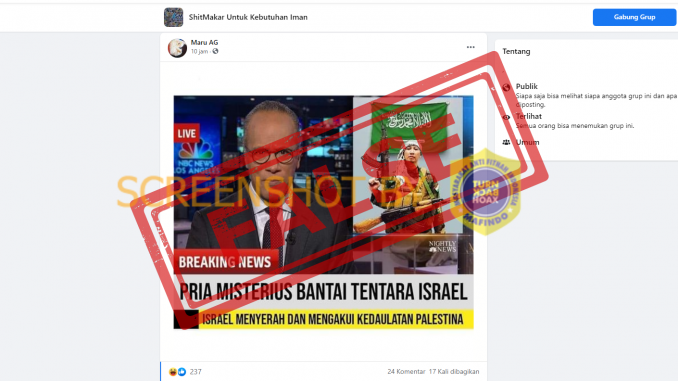 ShitMakar Untuk Kebutuhan Iman
Gabung Grup
Maru AG
10 jam
Tentang
Publik
Siapa saja bisa melihat siapa anggota grup ini dan apa
diposting.
Terlihat
Semua orang bisa menemukan grup ini.
Umum
LIVE
NBC NEWS
LOS ANGELES
SCREENSHOT
FALSE
MASYARAKAT ANTI FITNAH INDONESIA
TURN
BACK
HOAX
MAFINDO
NIGHTLY
NEWS
BREAKING NEWS
PRIA MISTERIUS BANTAI TENTARA ISRAEL
ISRAEL MENYERAH DAN MENGAKUI KEDAULATAN PALESTINA
237
24 Komentar 17 Kali dibagikan